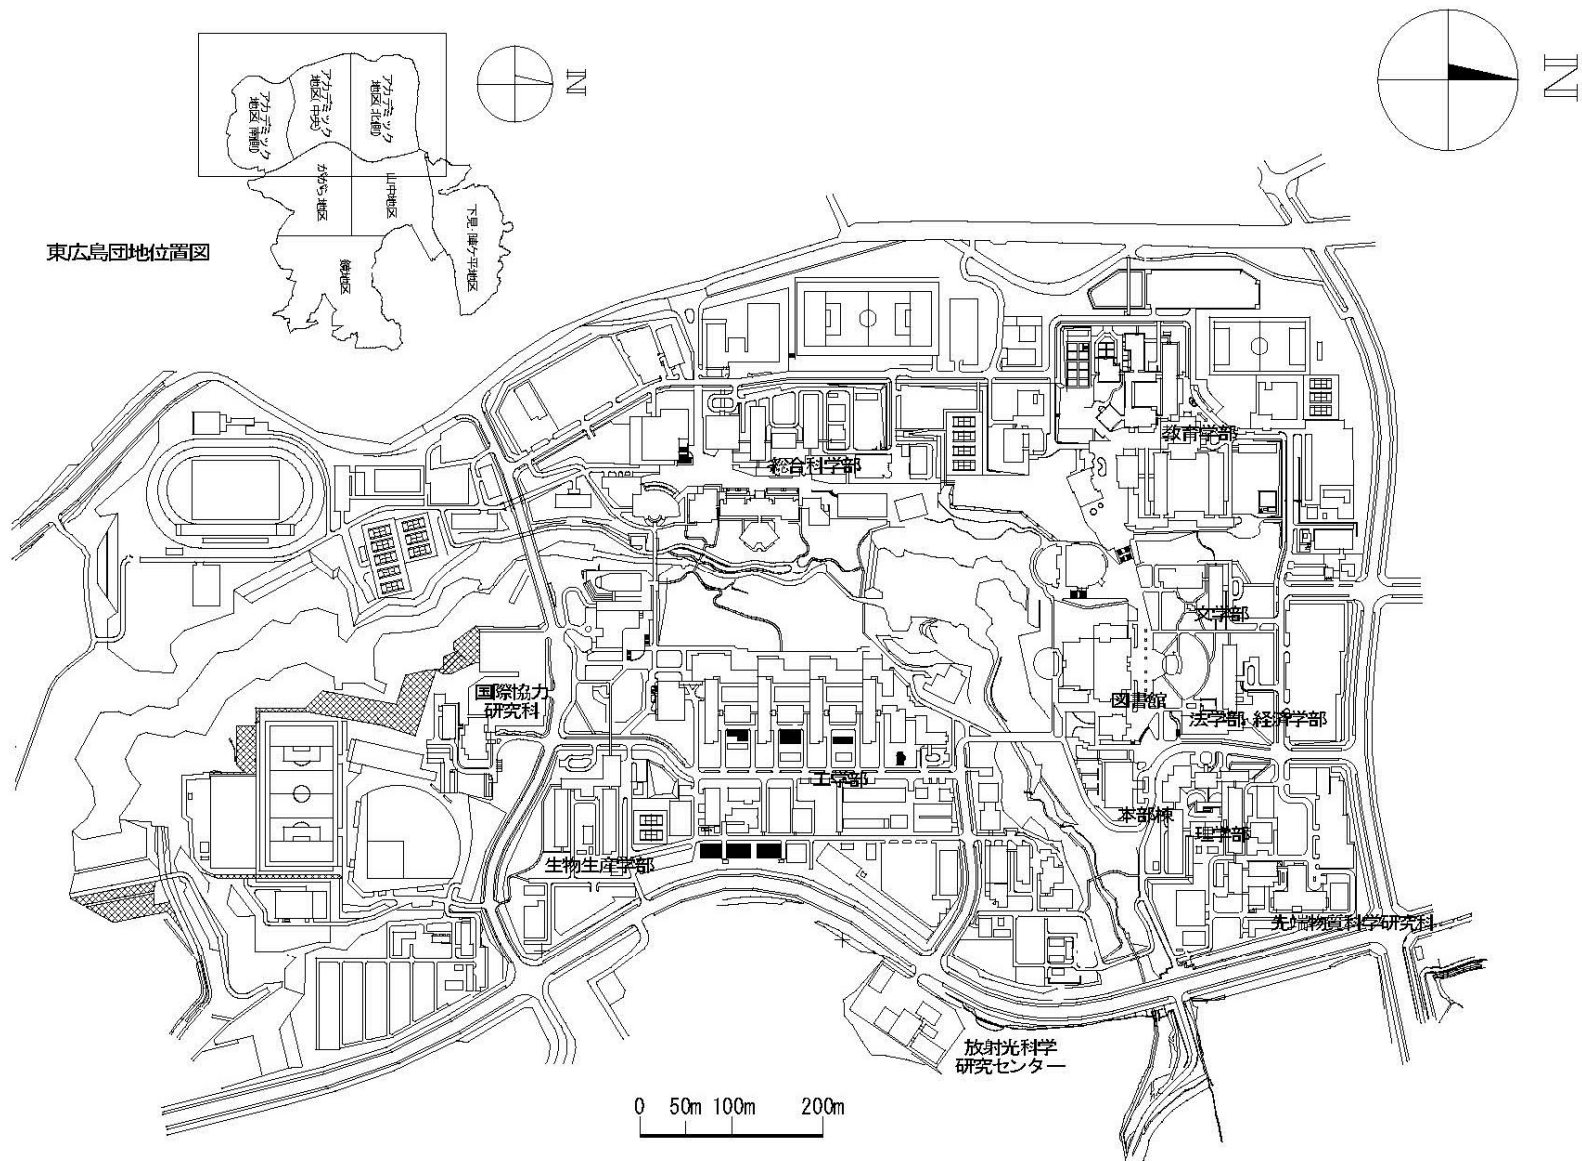 N
N
アカデミック
地区(北側)
アカデミック
地区(中央)
アカデミック
地区(南側)
ががら地区
山中地区
下見・陣ケ平地区
鏡地区
東広島団地位置図
教育学部
総合科学部
文学部
国際協力
研究科
図書館
法学部、経済学部
工学部
本部棟
理学部
生物生産学部
先端物質科学研究科
放射光科学
研究センター
0 50m 100m 200m